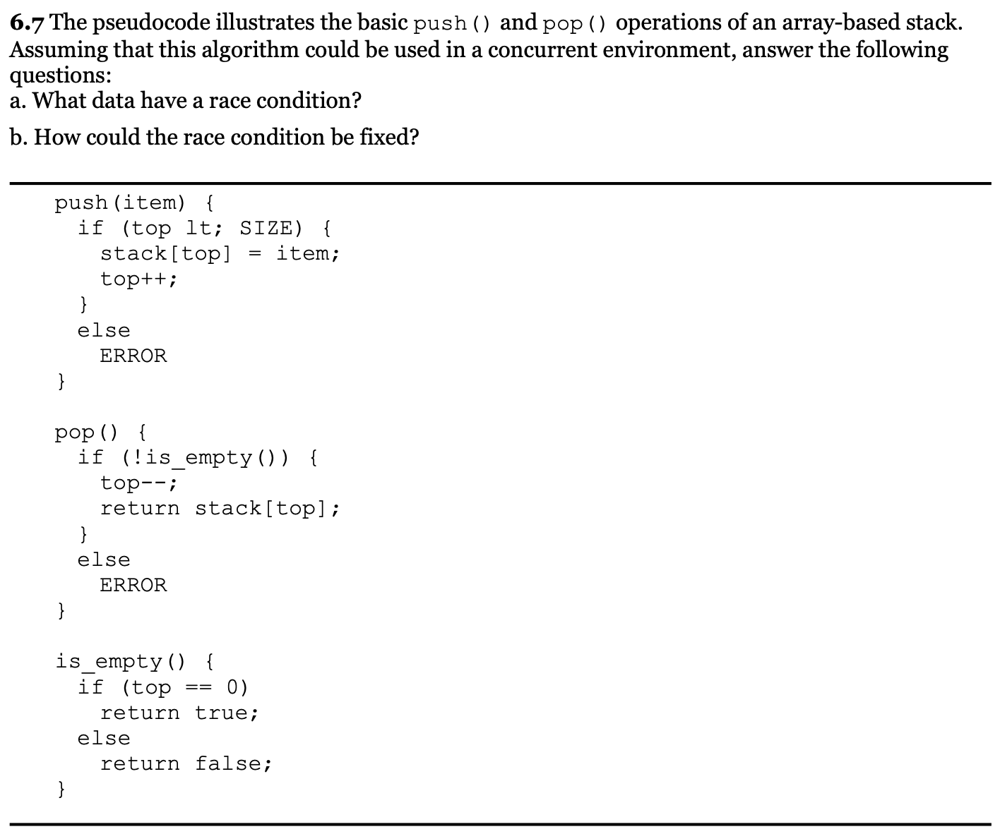 6.7 The pseudocode illustrates the basic push() and pop() operations of an array-based stack.
Assuming that this algorithm could be used in a concurrent environment, answer the following
questions:
a. What data have a race condition?
b. How could the race condition be fixed?
push(item) {
  if (top lt; SIZE) {
    stack[top] = item;
    top++;
  }
  else
    ERROR
}
pop() {
  if (!is_empty()) {
    top--;
    return stack[top];
  }
  else
    ERROR
}
is_empty() {
  if (top == 0)
    return true;
  else
    return false;
}